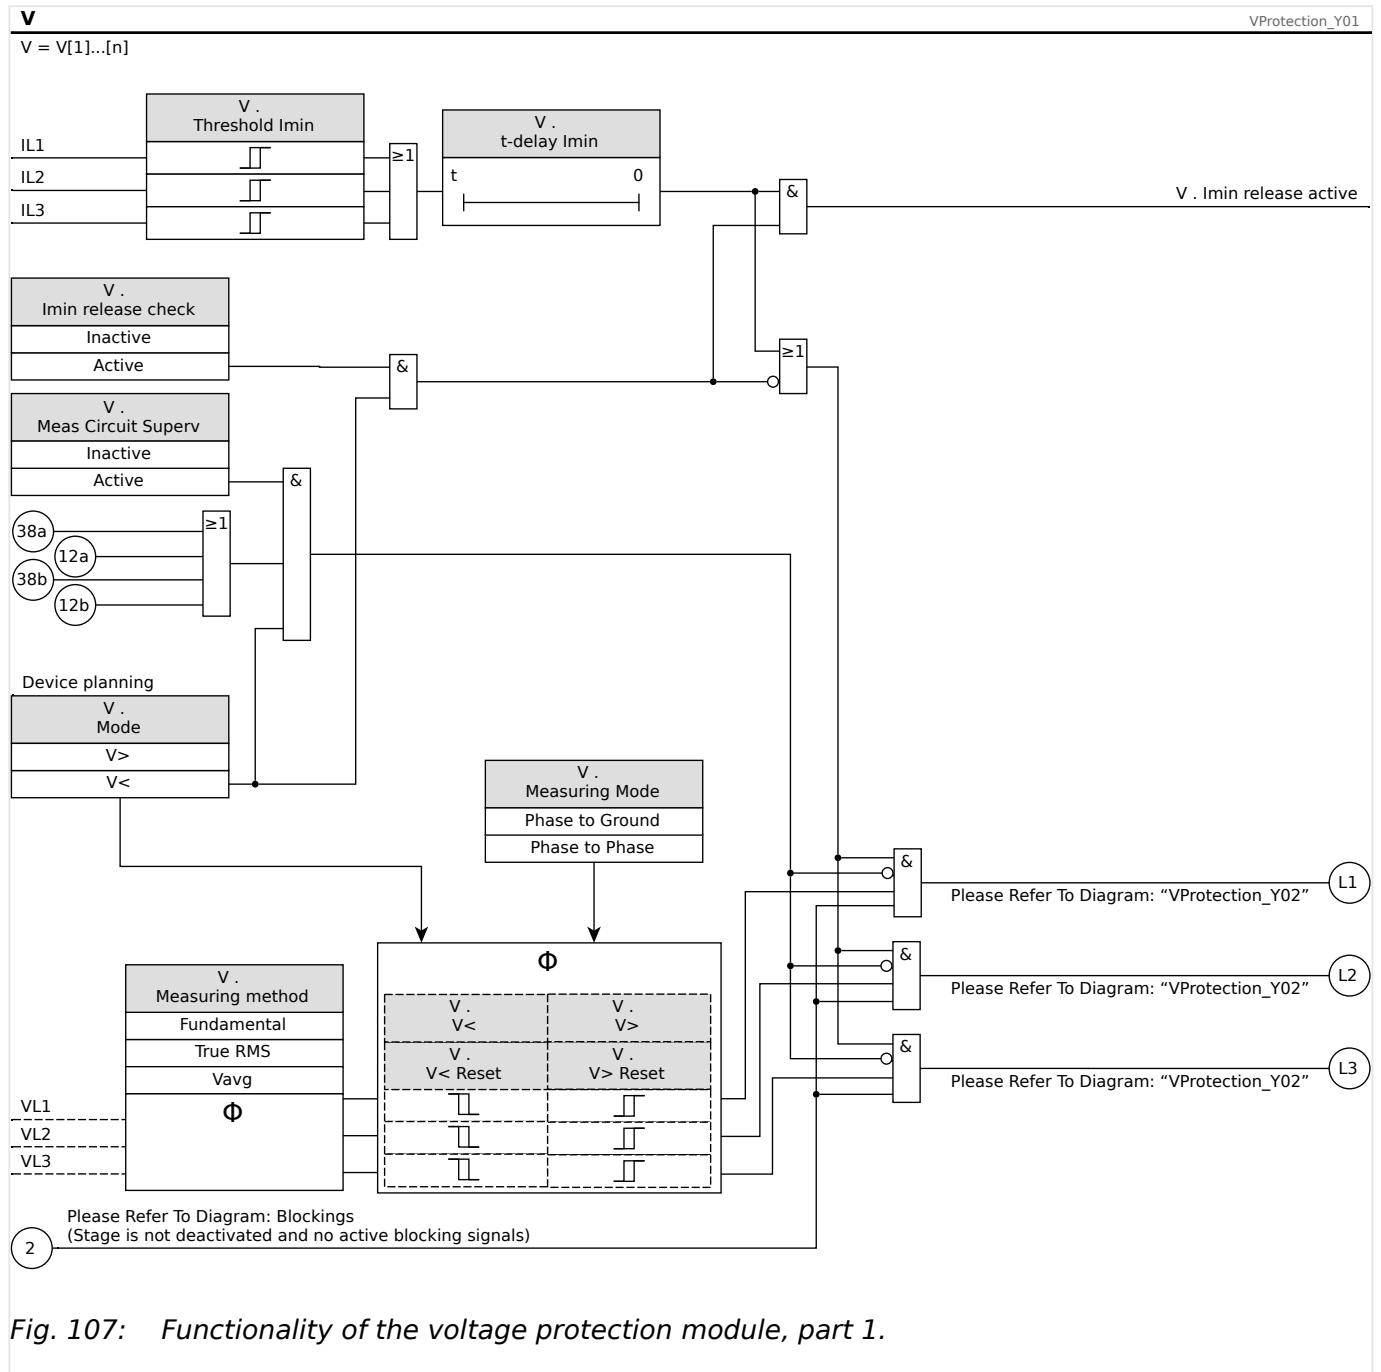 V
VProtection_Y01
V = V[1]...[n]
V .
Threshold Imin
IL1
IL2
IL3
≥1
V .
t-delay Imin
t
0
&
V . Imin release active
V .
Imin release check
Inactive
Active
&
≥1
V .
Meas Circuit Superv
Inactive
Active
&
38a
12a
38b
12b
≥1
Device planning
V .
Mode
V>
V<
V .
Measuring Mode
Phase to Ground
Phase to Phase
&
L1
Please Refer To Diagram: “VProtection_Y02”
&
L2
Please Refer To Diagram: “VProtection_Y02”
&
L3
Please Refer To Diagram: “VProtection_Y02”
V .
Measuring method
Fundamental
True RMS
Vavg
Φ
VL1
VL2
VL3
Φ
V .
V<
V .
V>
V .
V< Reset
V .
V> Reset
Please Refer To Diagram: Blockings
(Stage is not deactivated and no active blocking signals)
2
Fig. 107: Functionality of the voltage protection module, part 1.